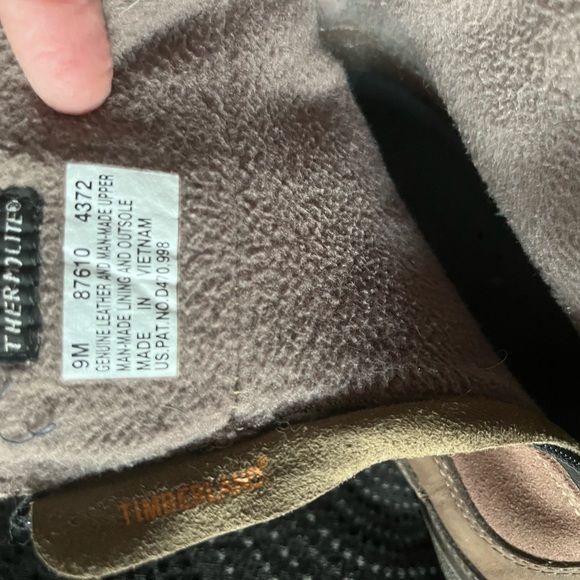 THERMOLITE®
9M 87610 4372
GENUINE LEATHER AND MAN-MADE UPPER
MAN-MADE LINING AND OUTSOLE
MADE IN VIETNAM
US.PAT.NO.D470.998
TIMBERLAND